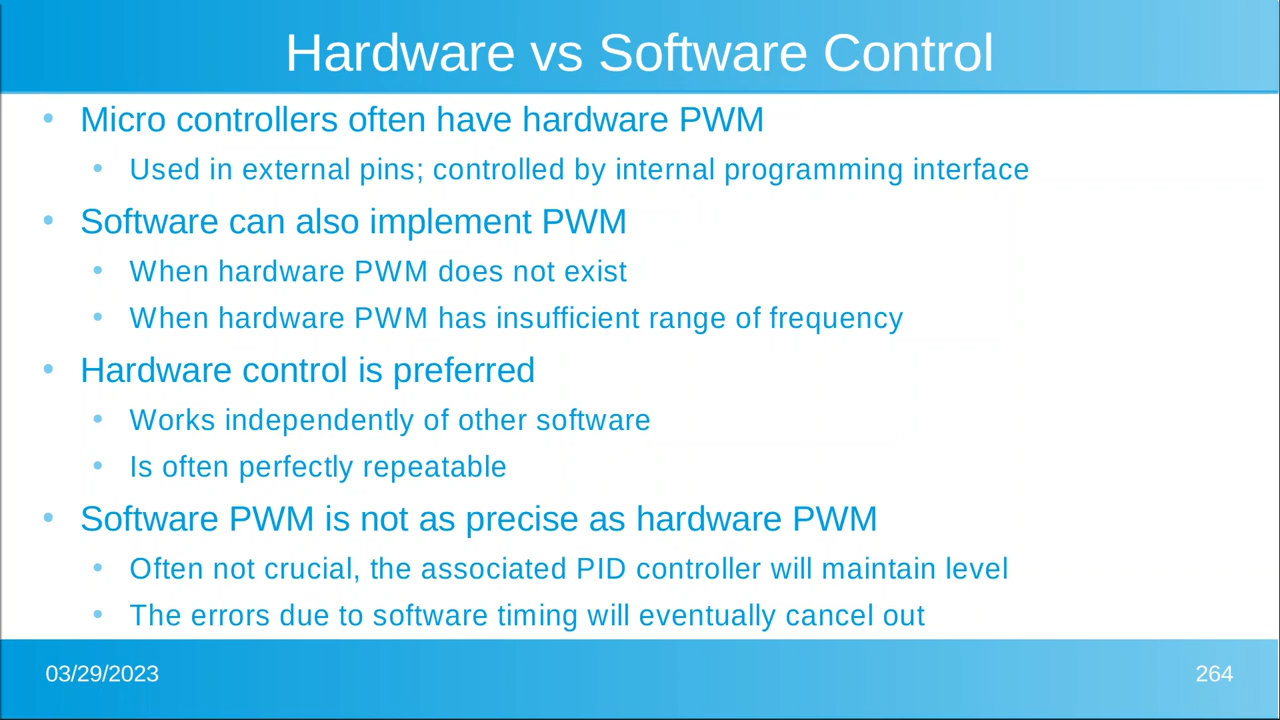 Hardware vs Software Control
• Micro controllers often have hardware PWM
• Used in external pins; controlled by internal programming interface
• Software can also implement PWM
• When hardware PWM does not exist
• When hardware PWM has insufficient range of frequency
• Hardware control is preferred
• Works independently of other software
• Is often perfectly repeatable
• Software PWM is not as precise as hardware PWM
• Often not crucial, the associated PID controller will maintain level
• The errors due to software timing will eventually cancel out
03/29/2023
264